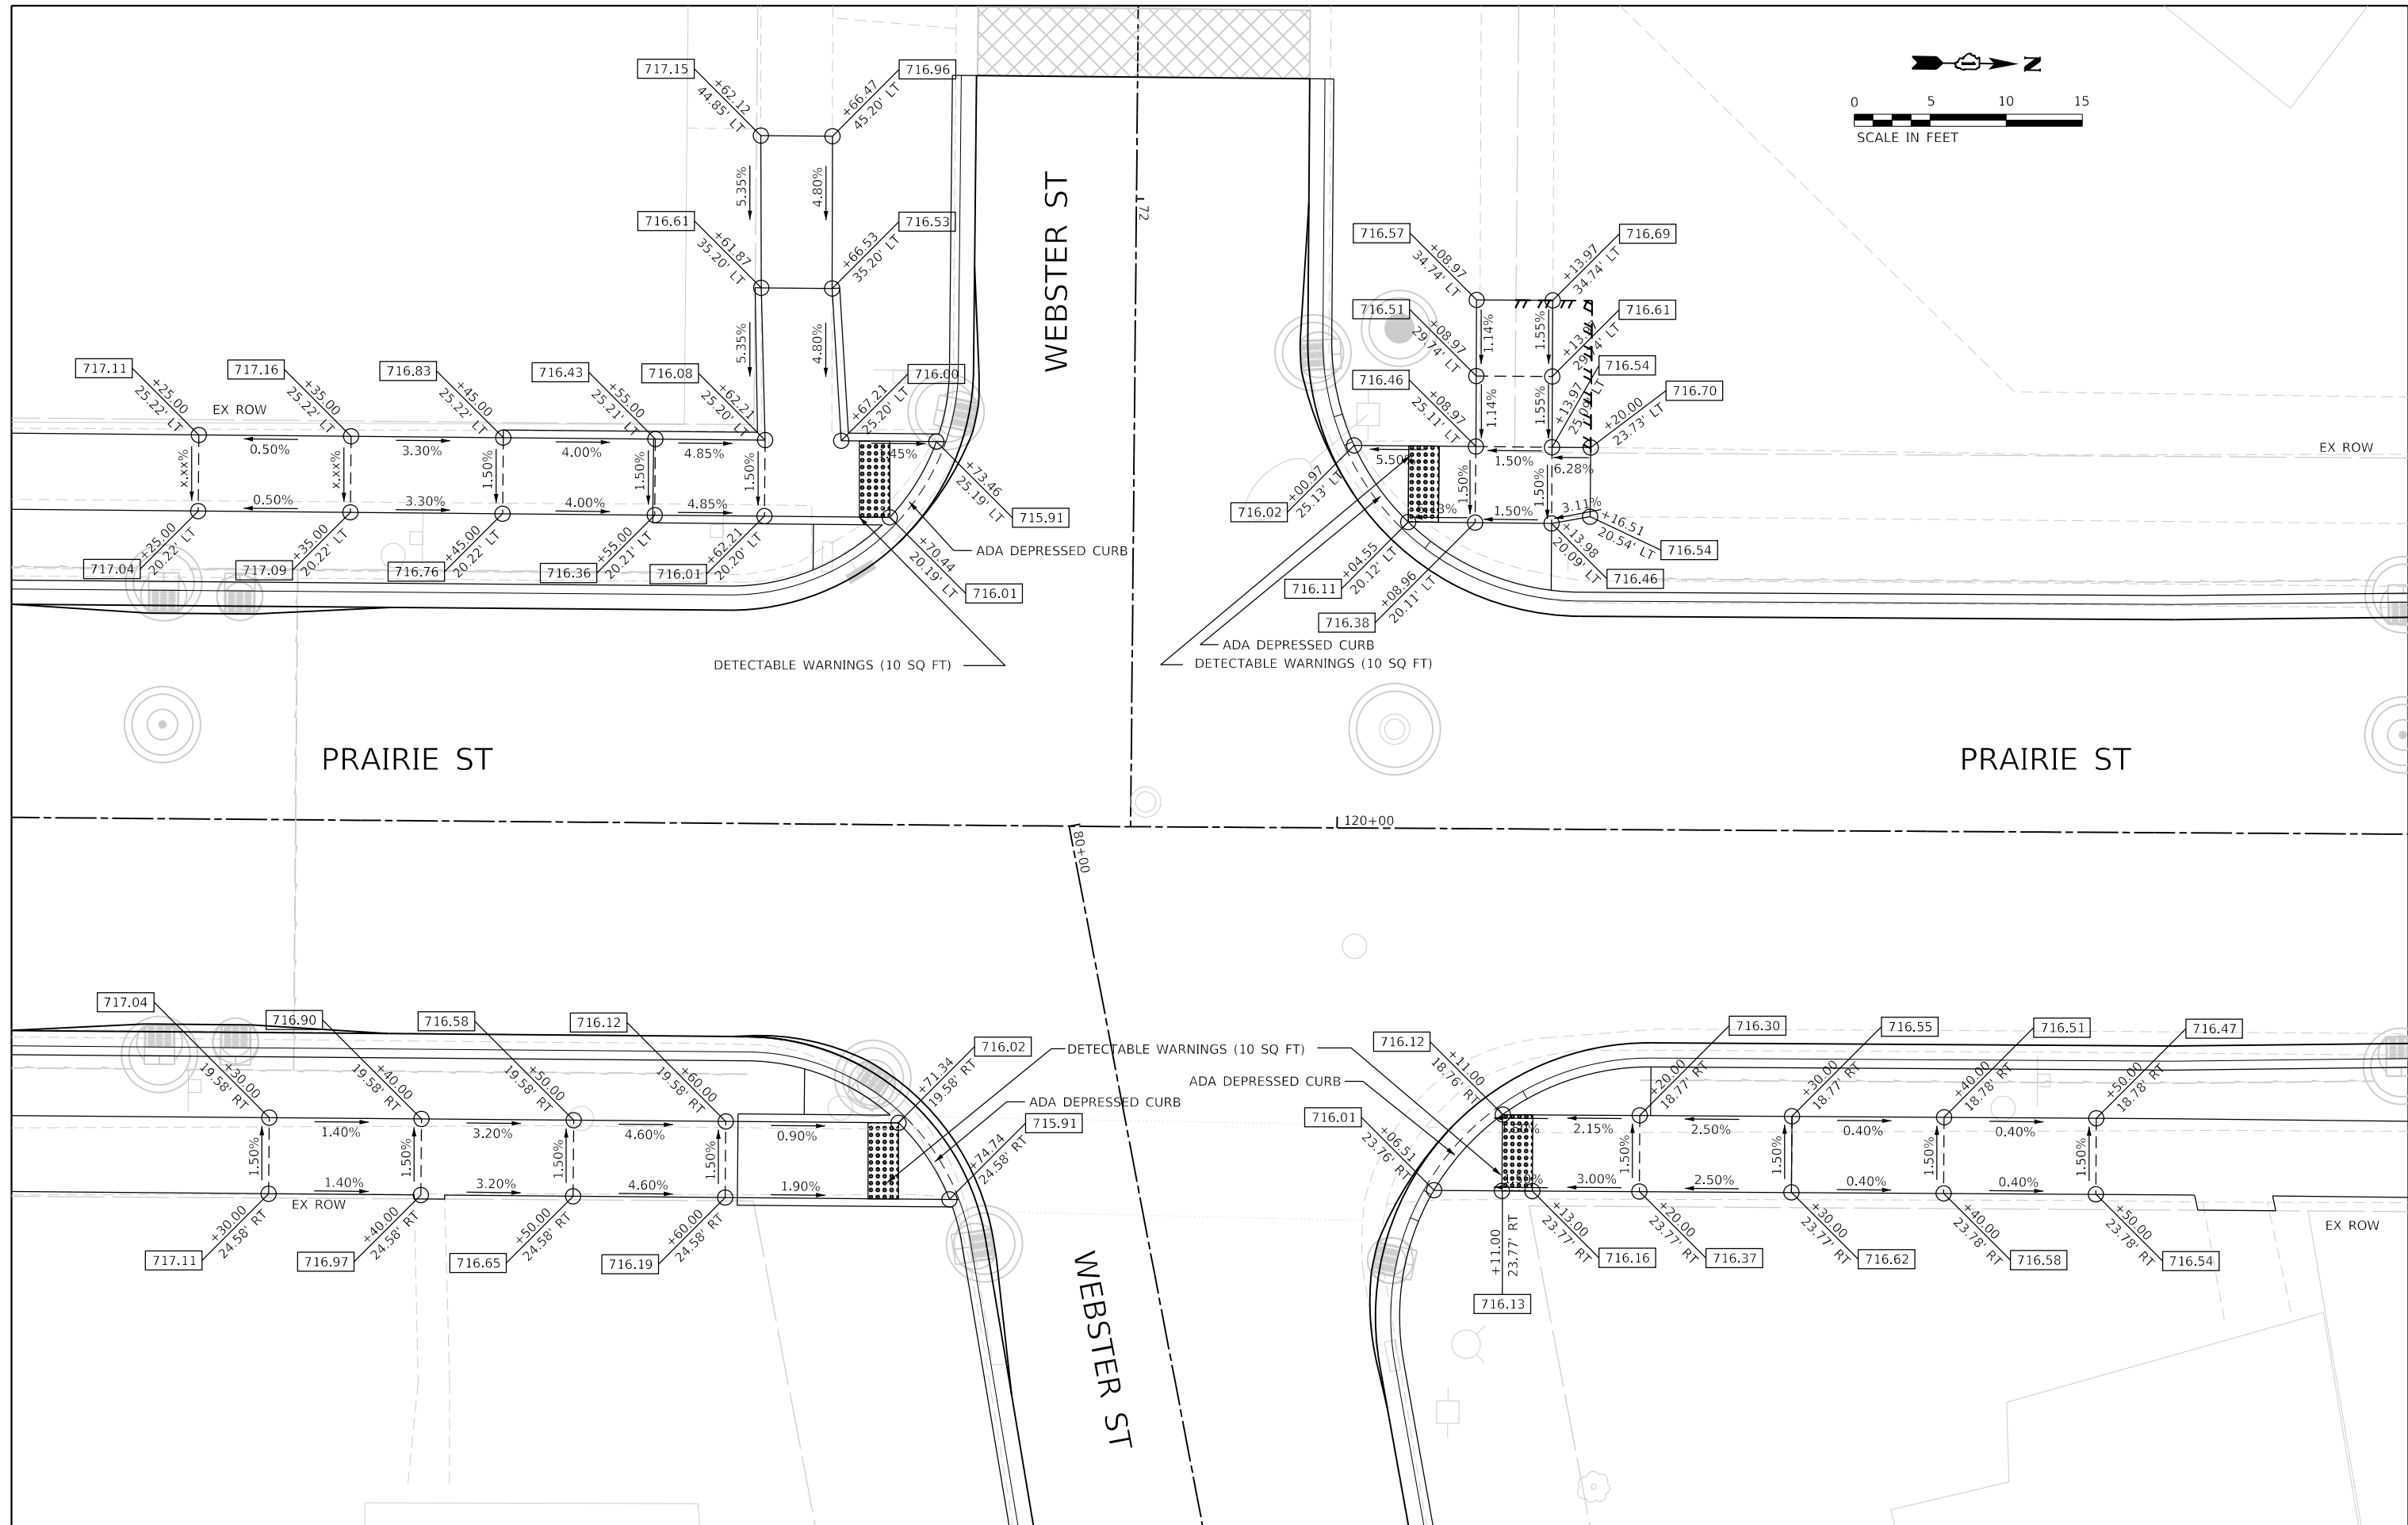 N
0 5 10 15
SCALE IN FEET
717.15
+62.12
44.85' LT
716.96
+66.47
45.20' LT
5.35%
4.80%
WEBSTER ST
72
716.61
+61.87
35.20' LT
716.53
+66.53
35.20' LT
5.35%
4.80%
717.11
+25.00
25.22' LT
717.16
+35.00
25.22' LT
716.83
+45.00
25.22' LT
716.43
+55.00
25.21' LT
716.08
+62.21
25.20' LT
716.00
+67.21
25.20' LT
EX ROW
0.50%
3.30%
4.00%
4.85%
x.xx%
x.xx%
1.50%
1.50%
1.50%
0.50%
3.30%
4.00%
4.85%
+73.46
25.19' LT
715.91
717.04
+25.00
20.22' LT
717.09
+35.00
20.22' LT
716.76
+45.00
20.22' LT
716.36
+55.00
20.21' LT
716.01
+62.21
20.20' LT
+70.44
20.19' LT
716.01
ADA DEPRESSED CURB
DETECTABLE WARNINGS (10 SQ FT)
716.57
+08.97
34.74' LT
716.69
+13.97
34.74' LT
716.51
+08.97
29.74' LT
716.61
1.14%
1.55%
716.46
+08.97
25.11' LT
716.54
+13.97
716.70
+20.00
23.73' LT
1.14%
1.55%
EX ROW
1.50%
6.28%
1.50%
1.50%
1.50%
3.11%
716.02
+00.97
25.13' LT
+16.51
20.54' LT
716.54
716.11
+04.55
20.12' LT
+13.98
20.09' LT
716.46
716.38
+08.96
20.11' LT
ADA DEPRESSED CURB
DETECTABLE WARNINGS (10 SQ FT)
PRAIRIE ST
PRAIRIE ST
120+00
80+00
717.04
+30.00
19.58' RT
716.90
+40.00
19.58' RT
716.58
+50.00
19.58' RT
716.12
+60.00
19.58' RT
716.02
+71.34
19.58' RT
DETECTABLE WARNINGS (10 SQ FT)
ADA DEPRESSED CURB
ADA DEPRESSED CURB
715.91
+74.74
24.58' RT
1.40%
3.20%
4.60%
0.90%
1.50%
1.50%
1.50%
1.50%
1.40%
3.20%
4.60%
1.90%
EX ROW
717.11
+30.00
24.58' RT
716.97
+40.00
24.58' RT
716.65
+50.00
24.58' RT
716.19
+60.00
24.58' RT
WEBSTER ST
716.12
+11.00
18.76' RT
716.30
+20.00
18.77' RT
716.55
+30.00
18.77' RT
716.51
+40.00
18.78' RT
716.47
+50.00
18.78' RT
716.01
+06.51
23.76' RT
2.15%
2.50%
0.40%
0.40%
1.50%
1.50%
1.50%
1.50%
3.00%
2.50%
0.40%
0.40%
+11.00
23.77' RT
716.13
+13.00
23.77' RT
716.16
+20.00
23.77' RT
716.37
+30.00
23.77' RT
716.62
+40.00
23.78' RT
716.58
+50.00
23.78' RT
716.54
EX ROW